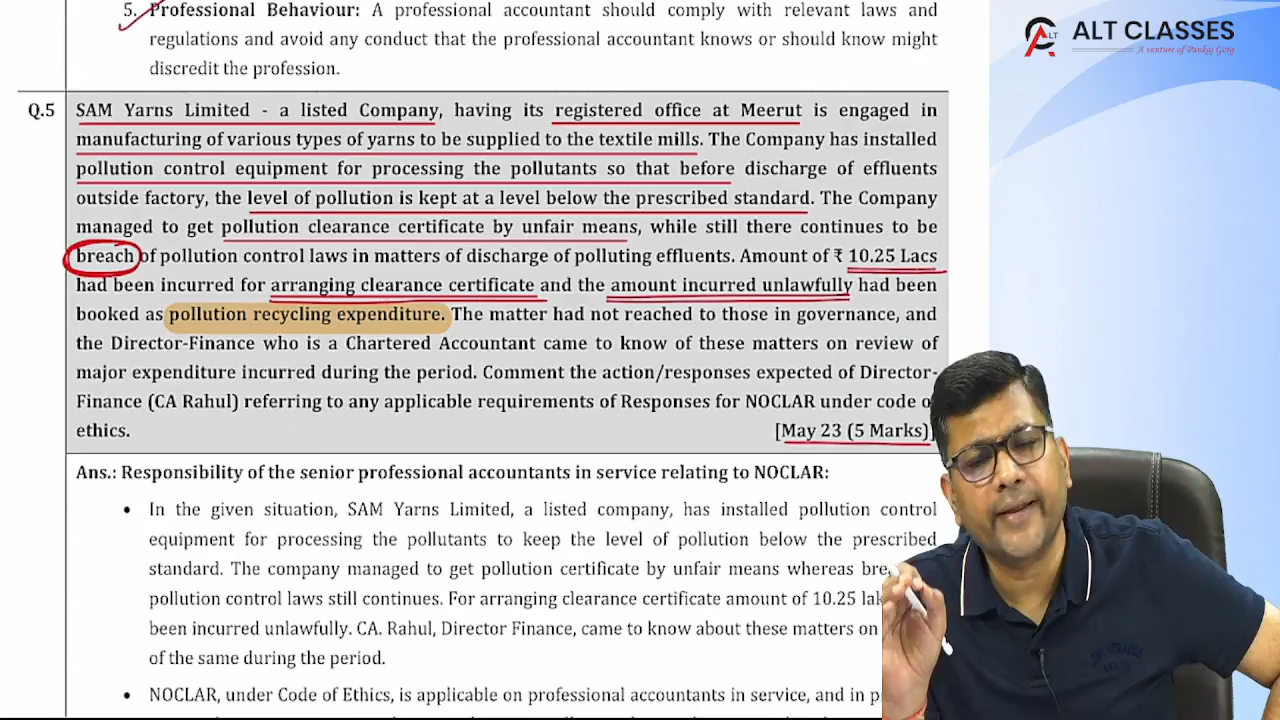 5. Professional Behaviour: A professional accountant should comply with relevant laws and
regulations and avoid any conduct that the professional accountant knows or should know might
discredit the profession.
ALT
ALT CLASSES
A venture of Pankaj Garg
Q.5 SAM Yarns Limited - a listed Company, having its registered office at Meerut is engaged in
manufacturing of various types of yarns to be supplied to the textile mills. The Company has installed
pollution control equipment for processing the pollutants so that before discharge of effluents
outside factory, the level of pollution is kept at a level below the prescribed standard. The Company
managed to get pollution clearance certificate by unfair means, while still there continues to be
breach of pollution control laws in matters of discharge of polluting effluents. Amount of ₹ 10.25 Lacs
had been incurred for arranging clearance certificate and the amount incurred unlawfully had been
booked as pollution recycling expenditure. The matter had not reached to those in governance, and
the Director-Finance who is a Chartered Accountant came to know of these matters on review of
major expenditure incurred during the period. Comment the action/responses expected of Director-
Finance (CA Rahul) referring to any applicable requirements of Responses for NOCLAR under code
ethics. [May 23 (5 Marks)]
Ans.: Responsibility of the senior professional accountants in service relating to NOCLAR:
• In the given situation, SAM Yarns Limited, a listed company, has installed pollution control
equipment for processing the pollutants to keep the level of pollution below the prescribed
standard. The company managed to get pollution certificate by unfair means whereas
pollution control laws still continues. For arranging clearance certificate amount of 10.25
been incurred unlawfully. CA. Rahul, Director Finance, came to know about these matters on
of the same during the period.
• NOCLAR, under Code of Ethics, is applicable on professional accountants in service, and in